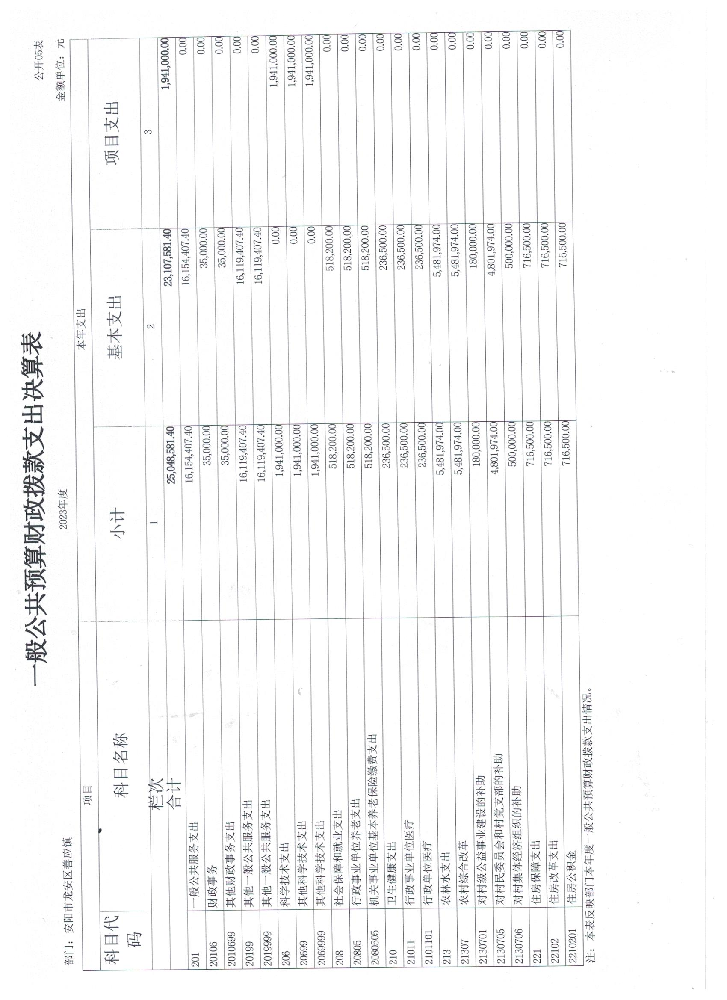 一般公共预算财政拨款支出决算表
公开05表
部门：安阳市龙安区善应镇 2023年度 金额单位：元
项目 本年支出
科目代码 科目名称 小计 基本支出 项目支出
栏次 1 2 3
合计 25,048,581.40 23,107,581.40 1,941,000.00
201 一般公共服务支出 16,154,407.40 16,154,407.40 0.00
20106 财政事务 35,000.00 35,000.00 0.00
2010699 其他财政事务支出 35,000.00 35,000.00 0.00
20199 其他一般公共服务支出 16,119,407.40 16,119,407.40 0.00
2019999 其他一般公共服务支出 16,119,407.40 16,119,407.40 0.00
206 科学技术支出 1,941,000.00 0.00 1,941,000.00
20699 其他科学技术支出 1,941,000.00 0.00 1,941,000.00
2069999 其他科学技术支出 1,941,000.00 0.00 1,941,000.00
208 社会保障和就业支出 518,200.00 518,200.00 0.00
20805 行政事业单位养老支出 518,200.00 518,200.00 0.00
2080505 机关事业单位基本养老保险缴费支出 518,200.00 518,200.00 0.00
210 卫生健康支出 236,500.00 236,500.00 0.00
21011 行政事业单位医疗 236,500.00 236,500.00 0.00
2101101 行政单位医疗 236,500.00 236,500.00 0.00
213 农林水支出 5,481,974.00 5,481,974.00 0.00
21307 农村综合改革 5,481,974.00 5,481,974.00 0.00
2130701 对村级公益事业建设的补助 180,000.00 180,000.00 0.00
2130705 对村民委员会和村党支部的补助 4,801,974.00 4,801,974.00 0.00
2130706 对村集体经济组织的补助 500,000.00 500,000.00 0.00
221 住房保障支出 716,500.00 716,500.00 0.00
22102 住房改革支出 716,500.00 716,500.00 0.00
2210201 住房公积金 716,500.00 716,500.00 0.00
注：本表反映部门本年度一般公共预算财政拨款支出情况。